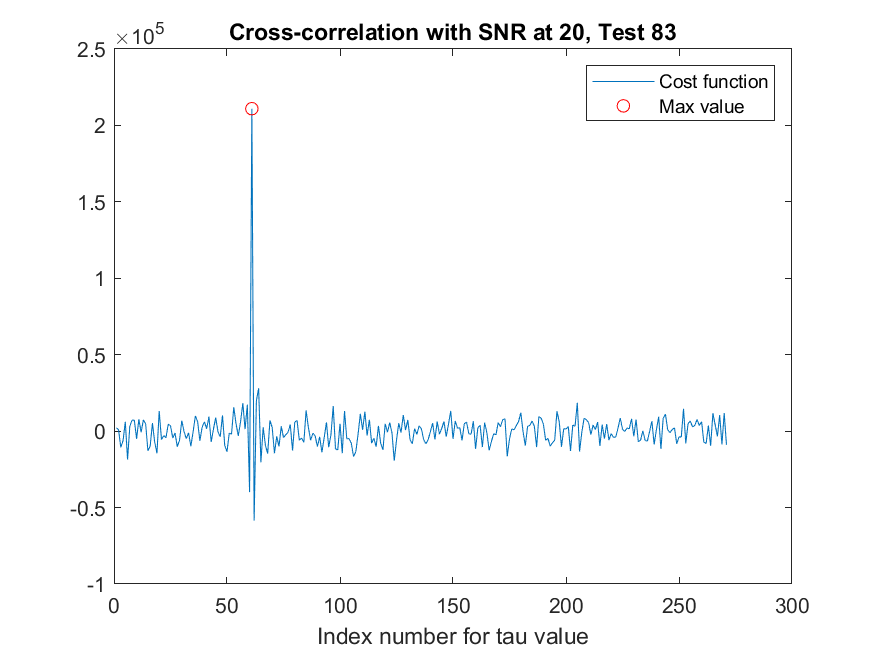 Cross-correlation with SNR at 20, Test 83
×10^5
2.5
2
1.5
1
0.5
0
-0.5
-1
Cost function
Max value
0 50 100 150 200 250 300
Index number for tau value